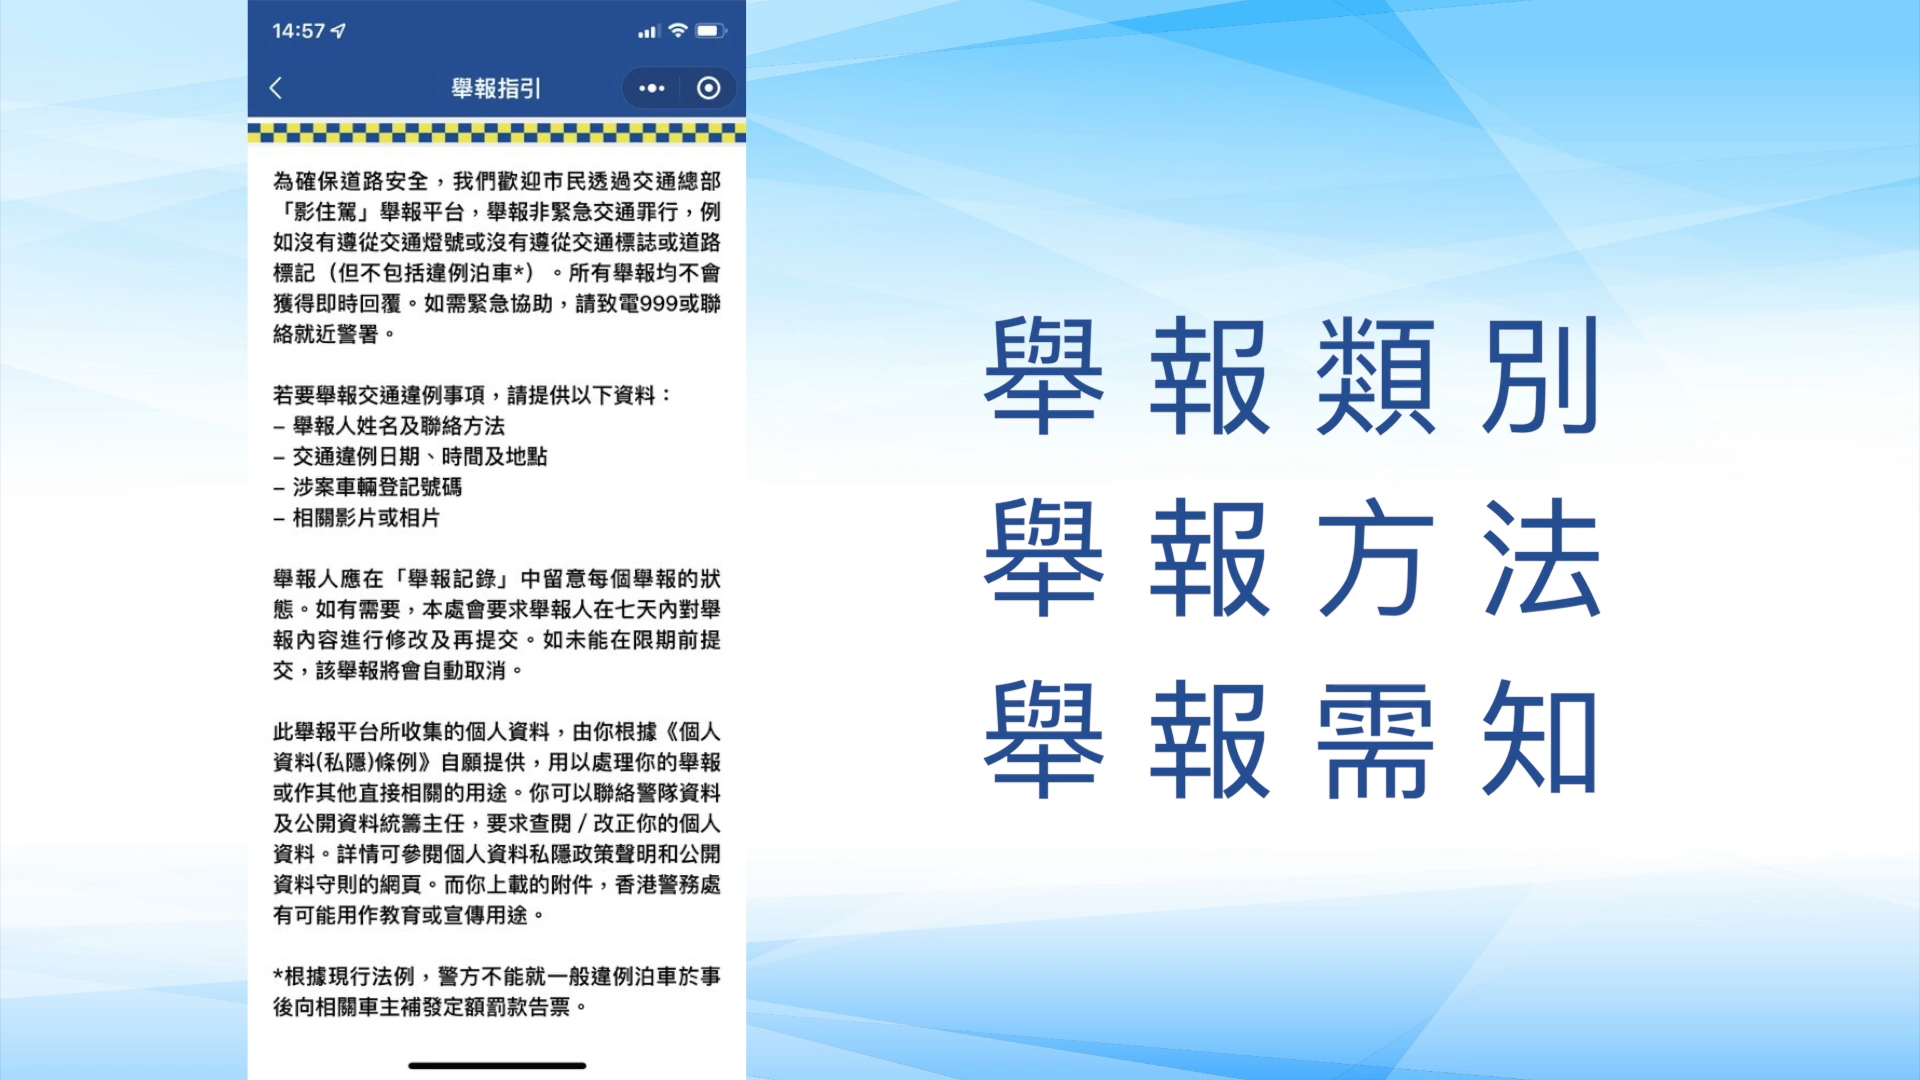 14:57
舉報指引
為確保道路安全，我們歡迎市民透過交通總部
「影住駕」舉報平台，舉報非緊急交通罪行，例
如沒有遵從交通燈號或沒有遵從交通標誌或道路
標記（但不包括違例泊車*）。所有舉報均不會
獲得即時回覆。如需緊急協助，請致電999或聯
絡就近警署。
若要舉報交通違例事項，請提供以下資料：
– 舉報人姓名及聯絡方法
– 交通違例日期、時間及地點
– 涉案車輛登記號碼
– 相關影片或相片
舉報人應在「舉報記錄」中留意每個舉報的狀
態。如有需要，本處會要求舉報人在七天內對舉
報內容進行修改及再提交。如未能在限期前提
交，該舉報將會自動取消。
此舉報平台所收集的個人資料，由你根據《個人
資料(私隱)條例》自願提供，用以處理你的舉報
或作其他直接相關的用途。你可以聯絡警隊資料
及公開資料統籌主任，要求查閱 / 改正你的個人
資料。詳情可參閱個人資料私隱政策聲明和公開
資料守則的網頁。而你上載的附件，香港警務處
有可能用作教育或宣傳用途。
*根據現行法例，警方不能就一般違例泊車於事
後向相關車主補發定額罰款告票。
舉報類別
舉報方法
舉報需知